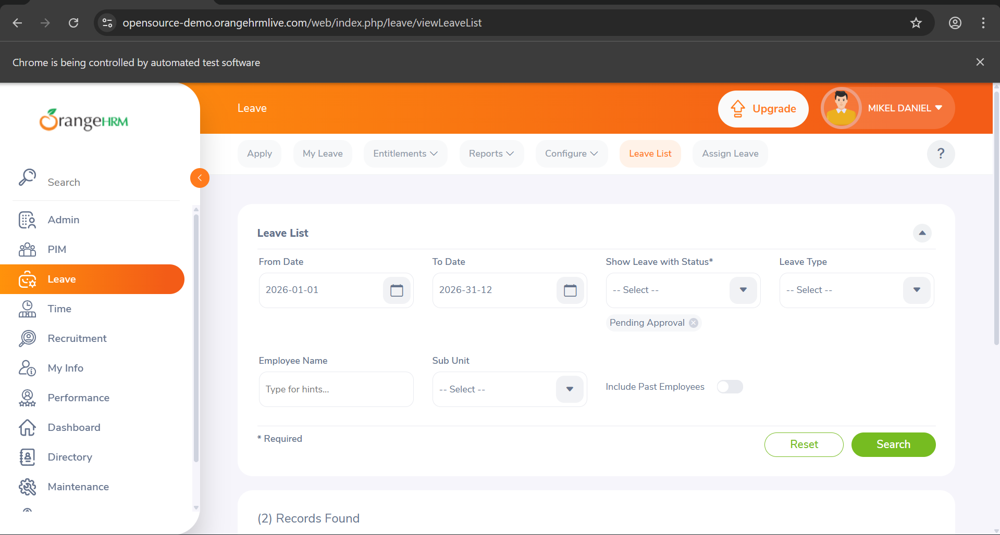 opensource-demo.orangehrmlive.com/web/index.php/leave/viewLeaveList
Chrome is being controlled by automated test software
OrangeHRM
Leave
Upgrade
MIKEL DANIEL
Apply
My Leave
Entitlements
Reports
Configure
Leave List
Assign Leave
?
Search
Admin
PIM
Leave
Time
Recruitment
My Info
Performance
Dashboard
Directory
Maintenance
Leave List
From Date
To Date
Show Leave with Status*
Leave Type
2026-01-01
2026-31-12
-- Select --
-- Select --
Pending Approval
Employee Name
Sub Unit
Type for hints...
-- Select --
Include Past Employees
* Required
Reset
Search
(2) Records Found